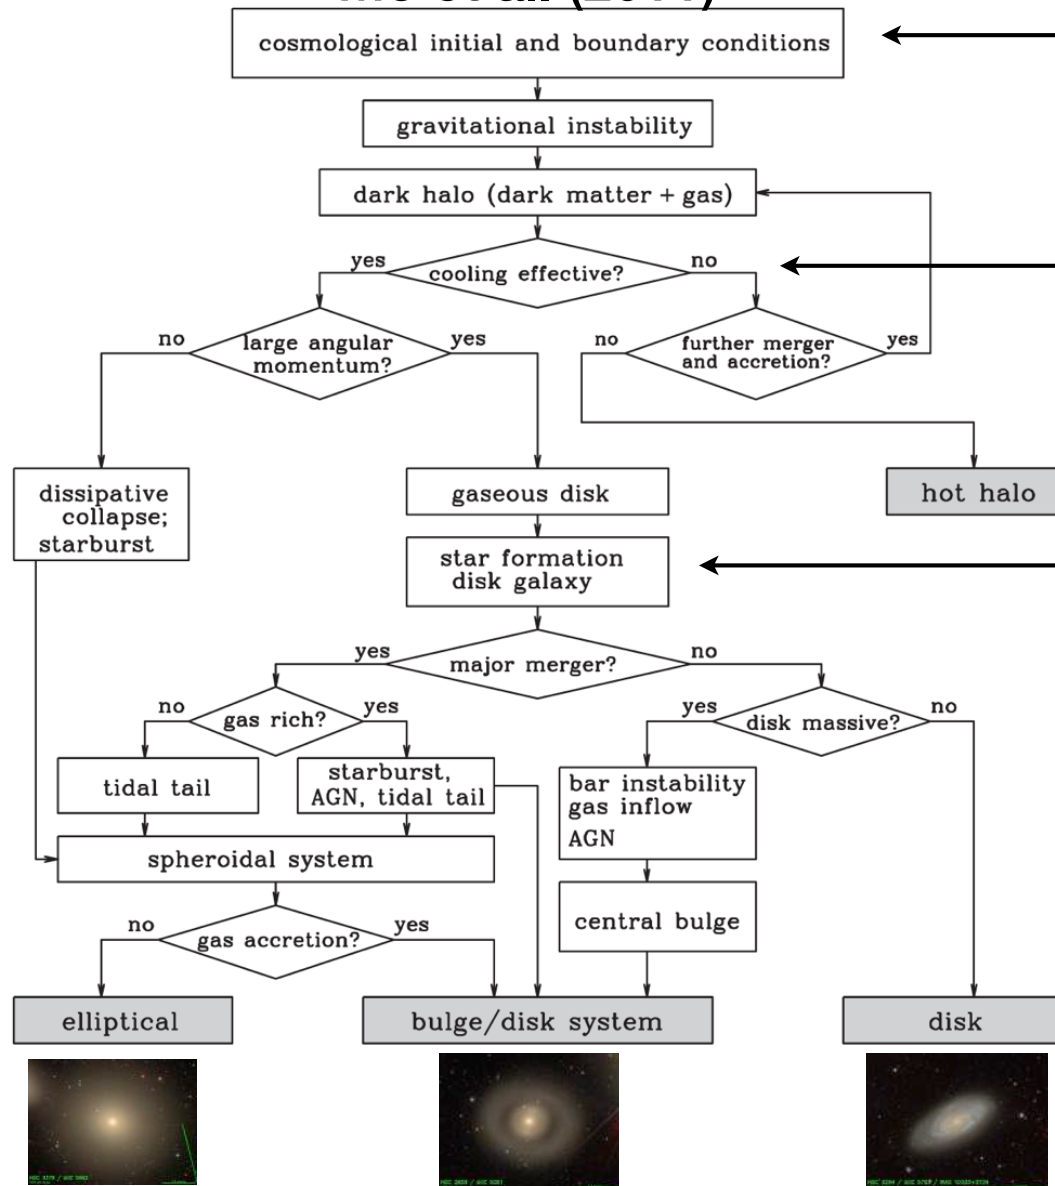 cosmological initial and boundary conditions
gravitational instability
dark halo (dark matter + gas)
yes
cooling effective?
no
no
large angular
momentum?
yes
no
further merger
and accretion?
yes
dissipative
collapse;
starburst
gaseous disk
hot halo
star formation
disk galaxy
yes
major merger?
no
no
gas rich?
yes
yes
disk massive?
no
tidal tail
starburst,
AGN, tidal tail
bar instability
gas inflow
AGN
spheroidal system
central bulge
no
gas accretion?
yes
elliptical
bulge/disk system
disk